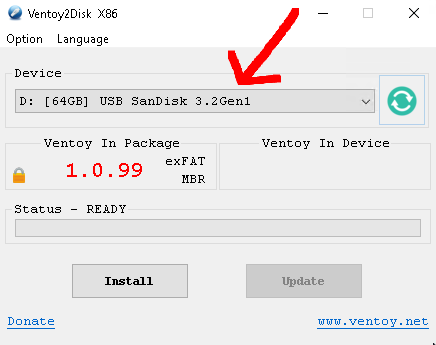 Ventoy2Disk X86
Option Language
Device
D: [64GB] USB SanDisk 3.2Gen1
Ventoy In Package
Ventoy In Device
1.0.99
exFAT
MBR
Status - READY
Install
Update
Donate
www.ventoy.net